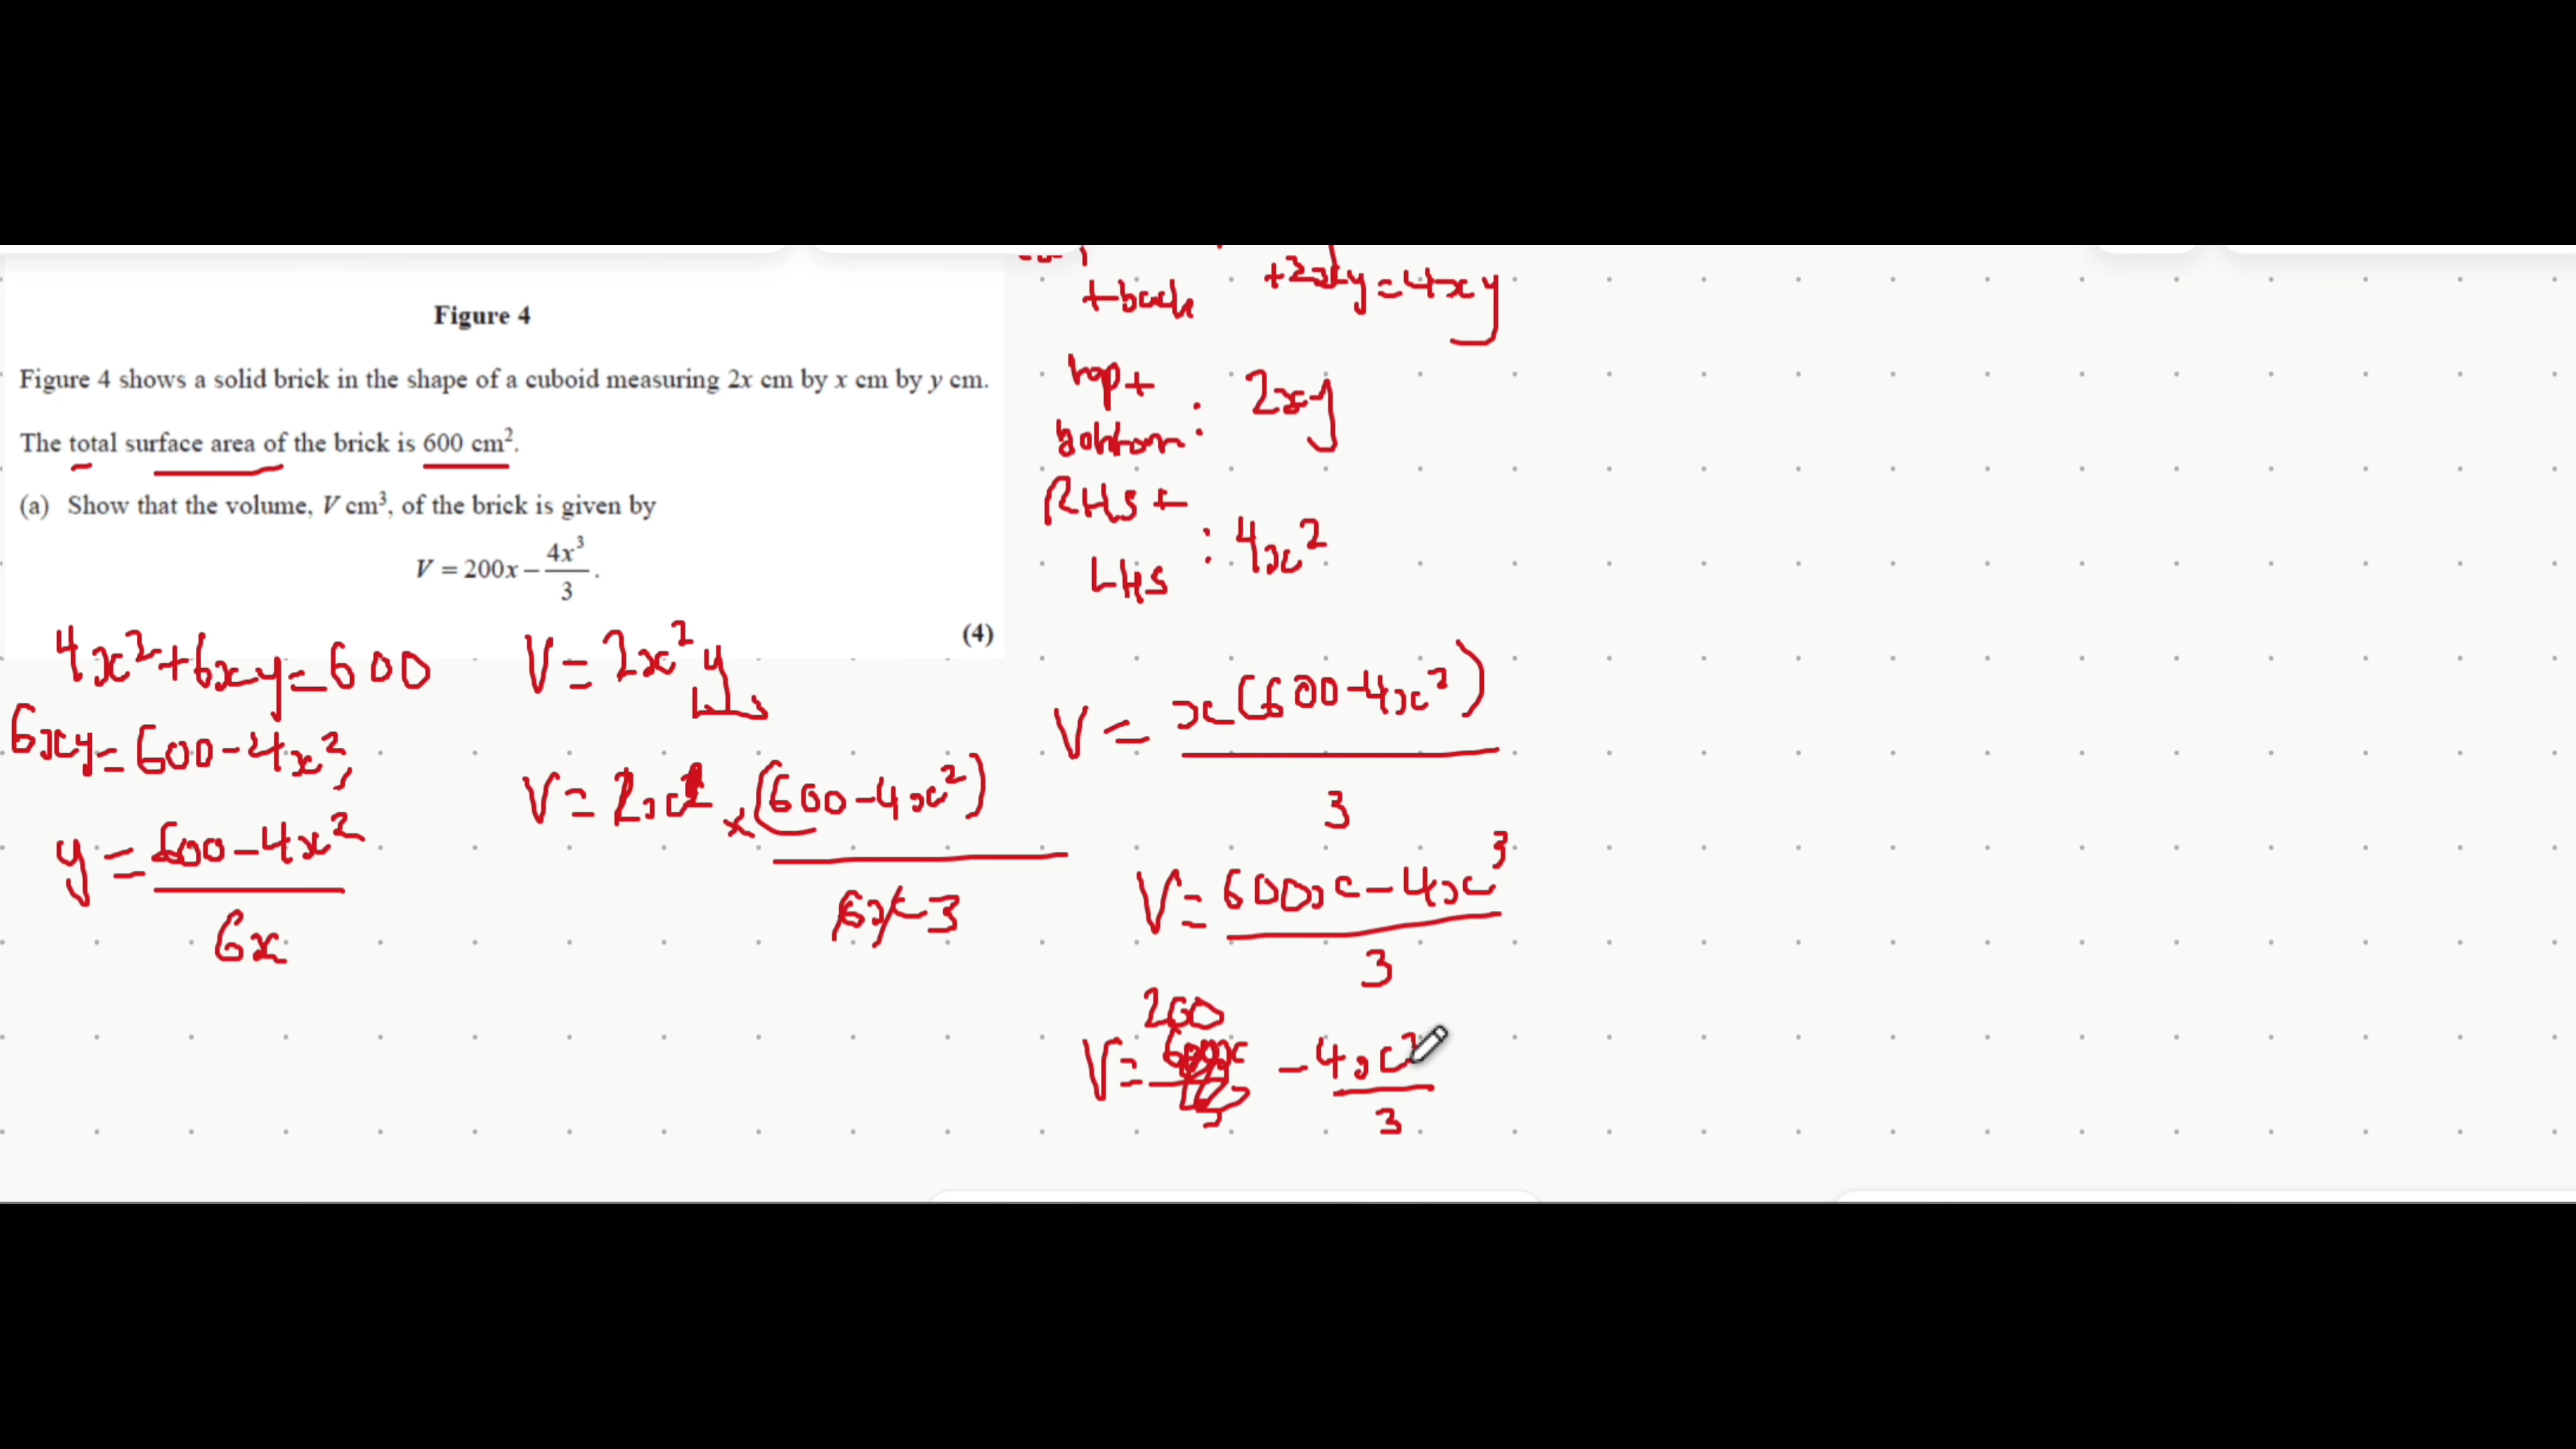 Figure 4
Figure 4 shows a solid brick in the shape of a cuboid measuring 2x cm by x cm by y cm.
The total surface area of the brick is 600 cm².
(a) Show that the volume, V cm³, of the brick is given by
V = 200x − 4x³/3 .
(4)
+back +2xy=4xy
top+ bottom : 2xy
RHS + LHS : 4x²
4x²+6xy=600
6xy=600-4x²
y=(600-4x²)/6x
V=2x²y
V=2x² × (600-4x²)/6x 3
V= x(600-4x²)/3
V=(600x-4x³)/3
200
V=600x/3 -4x²/3